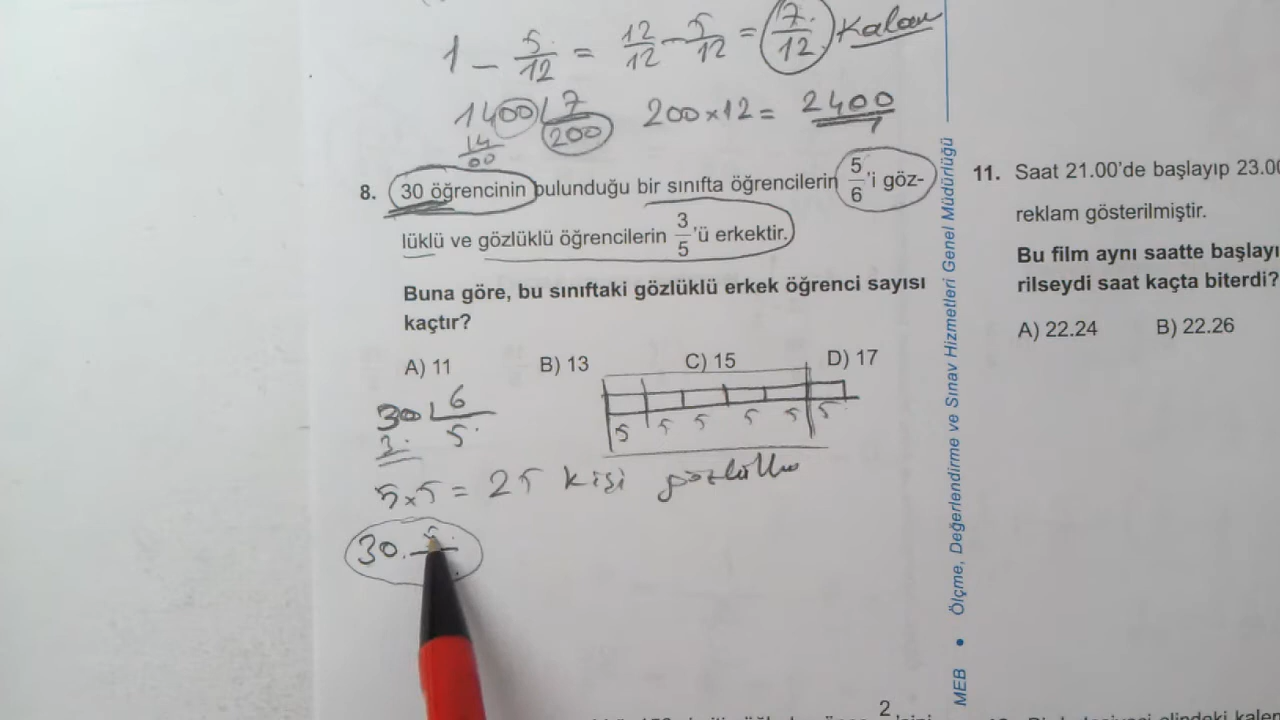 1 - 5/12 = 12/12 - 5/12 = 7/12 Kalan
1400 7 200 x 12 = 2400
14 200
00
8. 30 öğrencinin bulunduğu bir sınıfta öğrencilerin 5/6'i göz-
lüklü ve gözlüklü öğrencilerin 3/5'ü erkektir.
Buna göre, bu sınıftaki gözlüklü erkek öğrenci sayısı
kaçtır?
A) 11 B) 13 C) 15 D) 17
30 6
5
5 5 5 5 5 5
5x5 = 25 kişi gözlüklü
30.
MEB • Ölçme, Değerlendirme ve Sınav Hizmetleri Genel Müdürlüğü
11. Saat 21.00'de başlayıp 23.00
reklam gösterilmiştir.
Bu film aynı saatte başlayı
rilseydi saat kaçta biterdi?
A) 22.24 B) 22.26
2